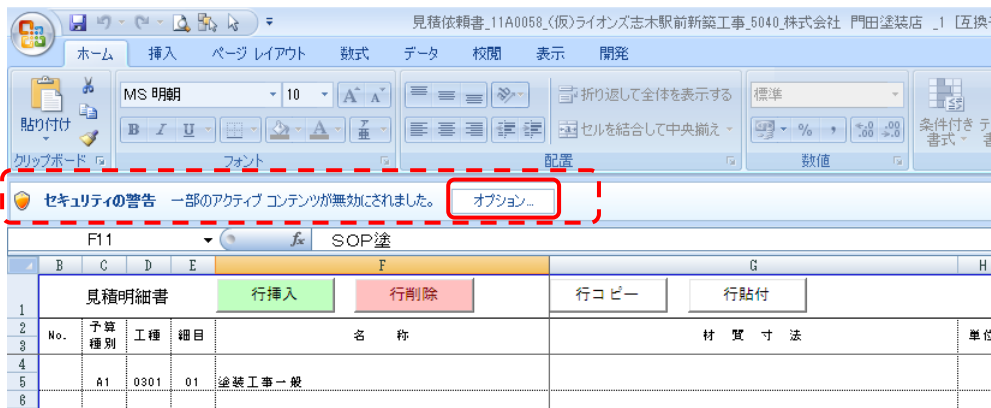 見積依頼書_11A0058_(仮)ライオンズ志木駅前新築工事_5040_株式会社 門田塗装店 _1 [互換
ホーム 挿入 ページ レイアウト 数式 データ 校閲 表示 開発
MS 明朝 10 A A 折り返して全体を表示する 標準
貼り付け B I U A ア亜 セルを結合して中央揃え % , .0 .00 .00 .0 条件付き 書式
クリップボード フォント 配置 数値
セキュリティの警告 一部のアクティブ コンテンツが無効にされました。 オプション...
F11 fx SOP塗
B C D E F G H
1 見積明細書 行挿入 行削除 行コピー 行貼付
2 No. 予算 工種 細目 名 称 材 質 寸 法 単位
3 種別
4
5 A1 0301 01 塗装工事一般
6